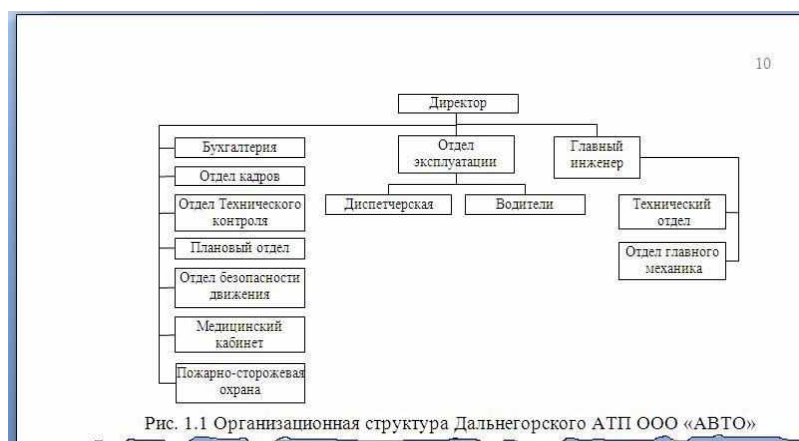 10
Директор
Бухгалтерия
Отдел кадров
Отдел Технического
контроля
Плановый отдел
Отдел безопасности
движения
Медицинский
кабинет
Пожарно-сторожевая
охрана
Отдел
эксплуатации
Диспетчерская
Водители
Главный
инженер
Технический
отдел
Отдел главного
механика
Рис. 1.1 Организационная структура Дальнегорского АТП ООО «АВТО»